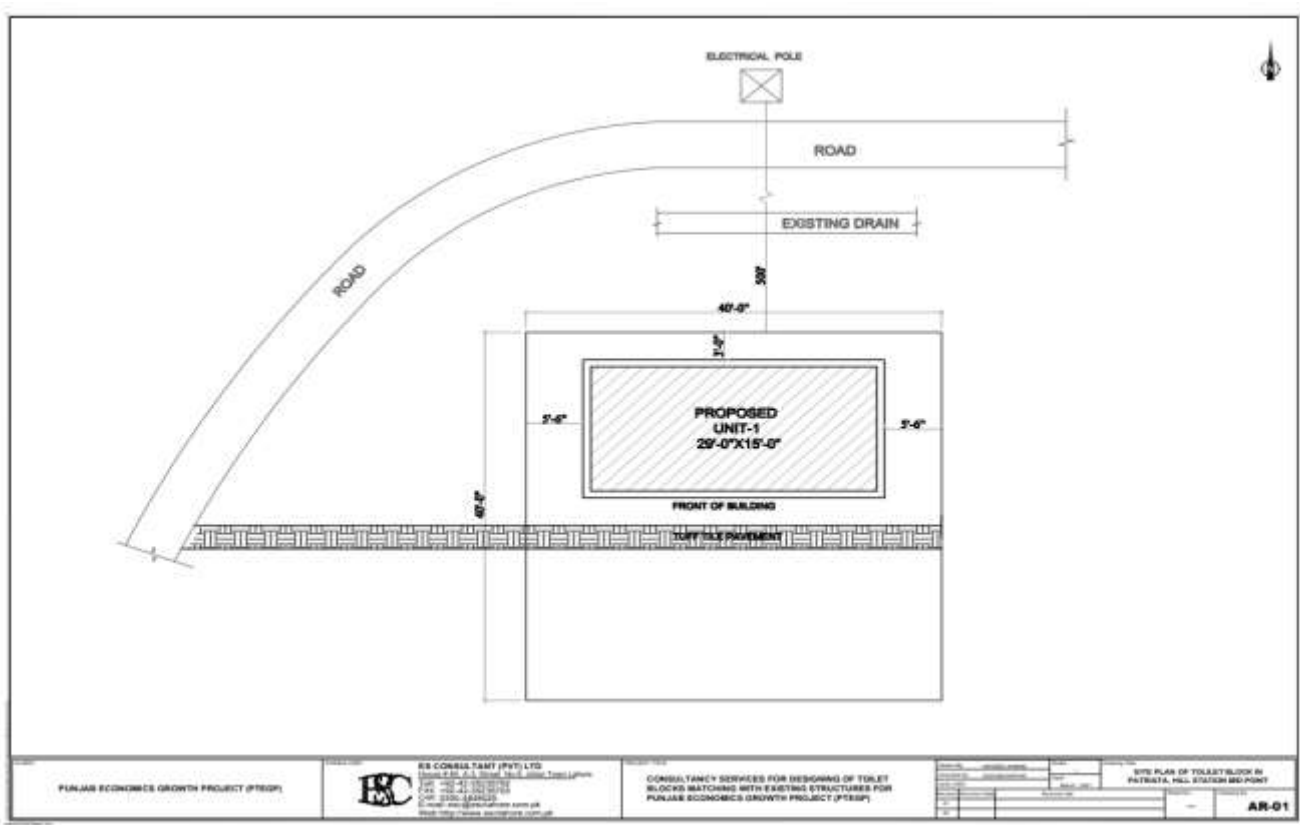 ELECTRICAL POLE
ROAD
EXISTING DRAIN
ROAD
500'
40'-0"
3'-0"
5'-6"
PROPOSED
UNIT-1
29'-0"X15'-0"
5'-6"
FRONT OF BUILDING
40'-0"
TUFF TILE PAVEMENT
PUNJAB ECONOMICS GROWTH PROJECT (PTEGP)
ESC
ES CONSULTANT (PVT) LTD
CONSULTANCY SERVICES FOR DESIGNING OF TOILET
BLOCKS MATCHING WITH EXISTING STRUCTURES FOR
PUNJAB ECONOMICS GROWTH PROJECT (PTEGP)
SITE PLAN OF TOILET BLOCK IN
PATRIATA, HILL STATION MID POINT
AR-01